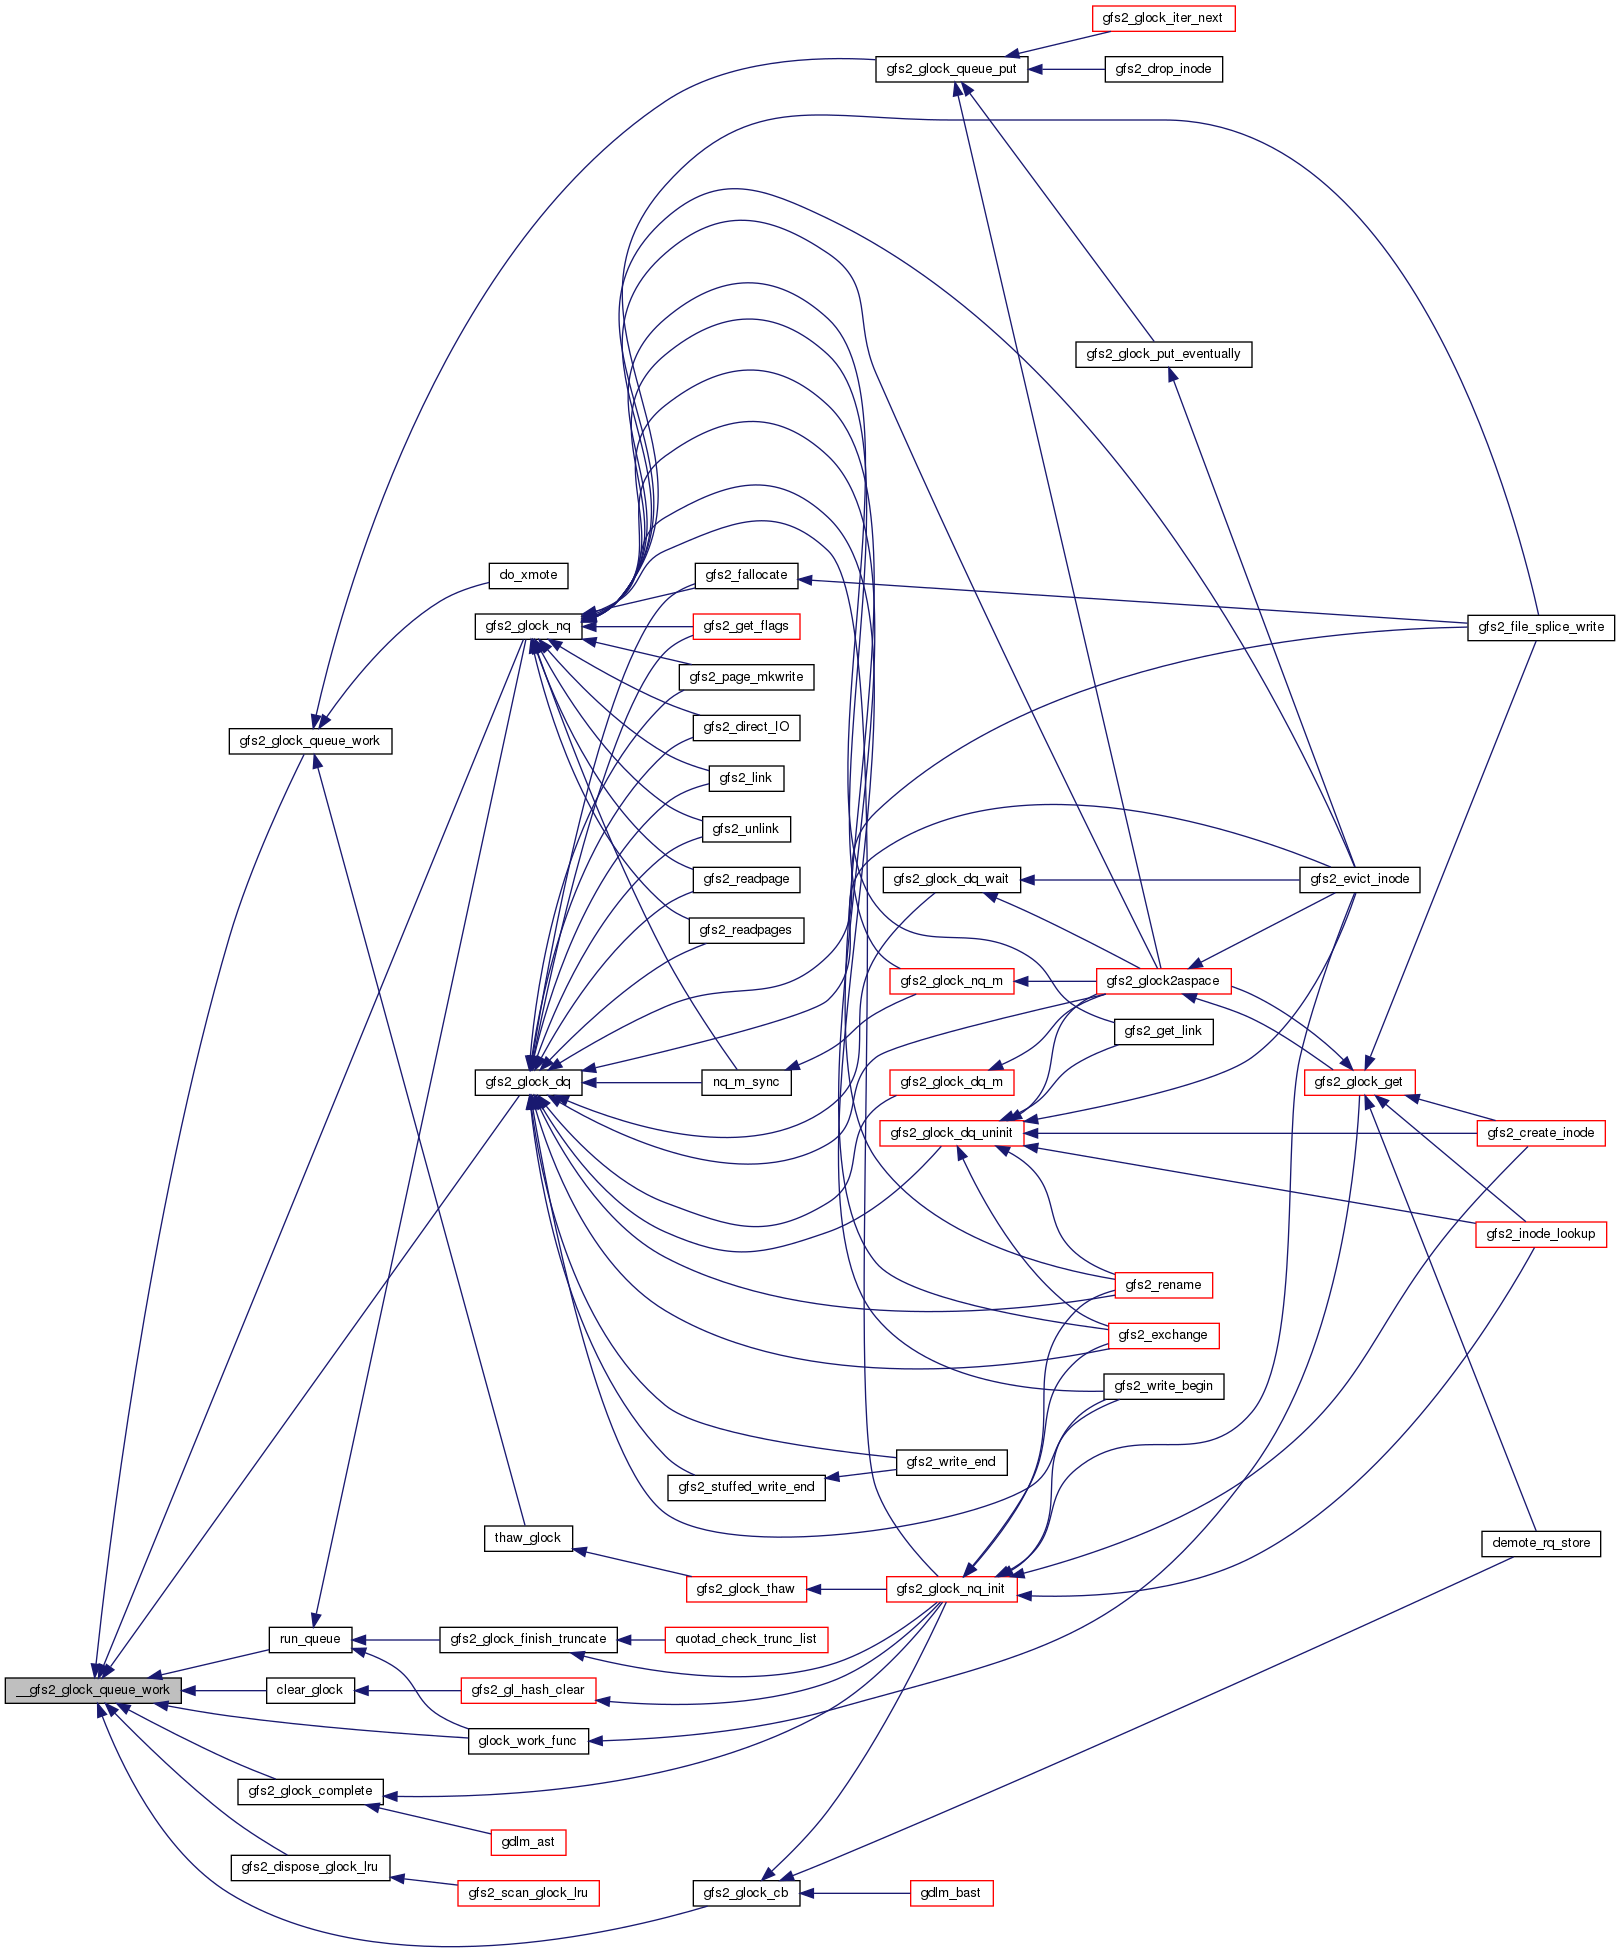 gfs2_glock_iter_next
gfs2_glock_queue_put
gfs2_drop_inode
gfs2_glock_put_eventually
do_xmote
gfs2_fallocate
gfs2_glock_nq
gfs2_get_flags
gfs2_file_splice_write
gfs2_page_mkwrite
gfs2_direct_IO
gfs2_glock_queue_work
gfs2_link
gfs2_unlink
gfs2_readpage
gfs2_glock_dq_wait
gfs2_evict_inode
gfs2_readpages
gfs2_glock_nq_m
gfs2_glock2aspace
gfs2_get_link
gfs2_glock_dq
nq_m_sync
gfs2_glock_dq_m
gfs2_glock_get
gfs2_glock_dq_uninit
gfs2_create_inode
gfs2_inode_lookup
gfs2_rename
gfs2_exchange
gfs2_write_begin
gfs2_write_end
gfs2_stuffed_write_end
thaw_glock
demote_rq_store
gfs2_glock_thaw
gfs2_glock_nq_init
run_queue
gfs2_glock_finish_truncate
quotad_check_trunc_list
__gfs2_glock_queue_work
clear_glock
gfs2_gl_hash_clear
glock_work_func
gfs2_glock_complete
gdlm_ast
gfs2_dispose_glock_lru
gfs2_scan_glock_lru
gfs2_glock_cb
gdlm_bast